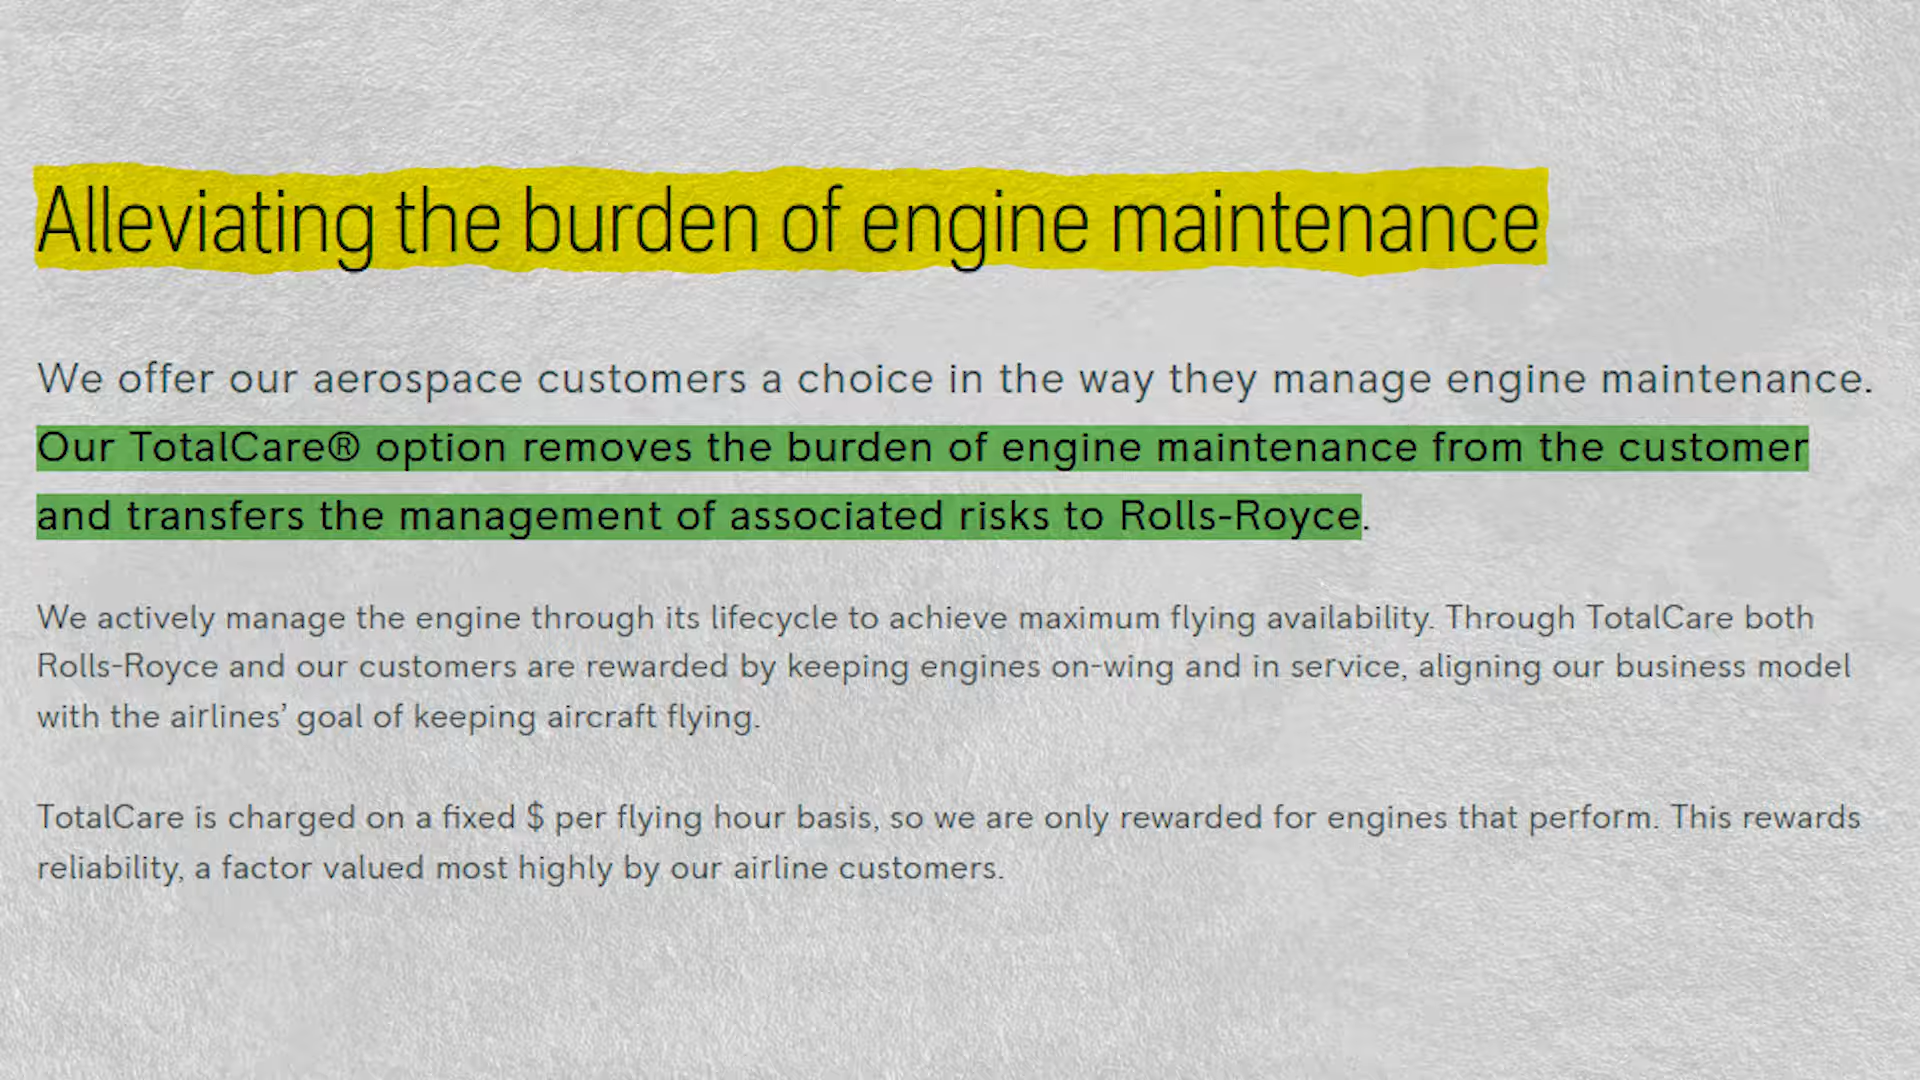 Alleviating the burden of engine maintenance
We offer our aerospace customers a choice in the way they manage engine maintenance.
Our TotalCare® option removes the burden of engine maintenance from the customer
and transfers the management of associated risks to Rolls-Royce.
We actively manage the engine through its lifecycle to achieve maximum flying availability. Through TotalCare both
Rolls-Royce and our customers are rewarded by keeping engines on-wing and in service, aligning our business model
with the airlines’ goal of keeping aircraft flying.
TotalCare is charged on a fixed $ per flying hour basis, so we are only rewarded for engines that perform. This rewards
reliability, a factor valued most highly by our airline customers.